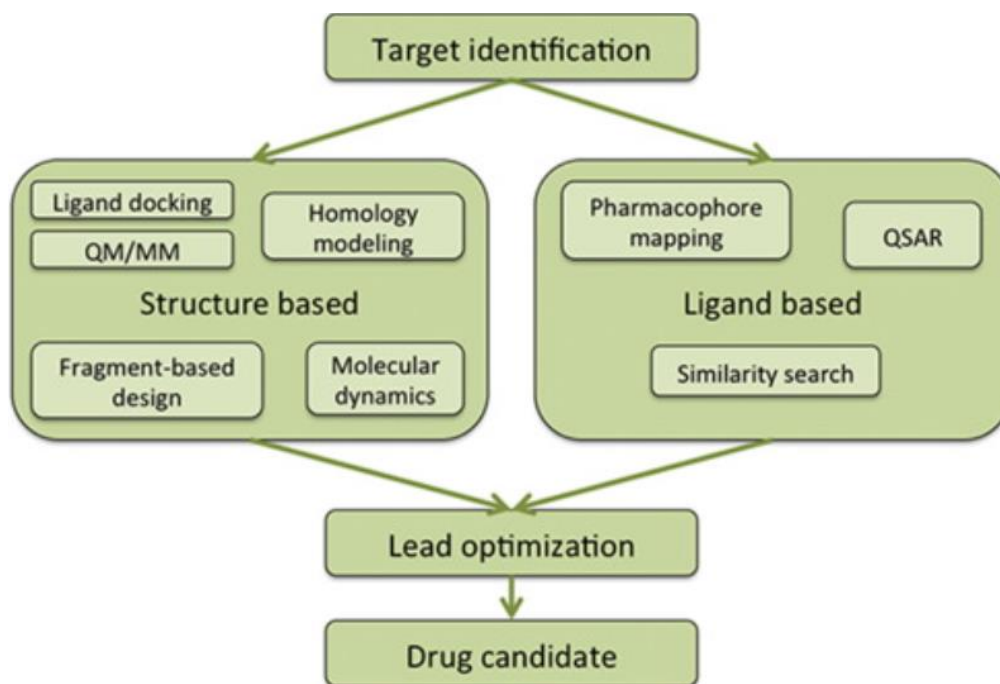 Target identification
Ligand docking
QM/MM
Homology
modeling
Structure based
Fragment-based
design
Molecular
dynamics
Pharmacophore
mapping
QSAR
Ligand based
Similarity search
Lead optimization
Drug candidate